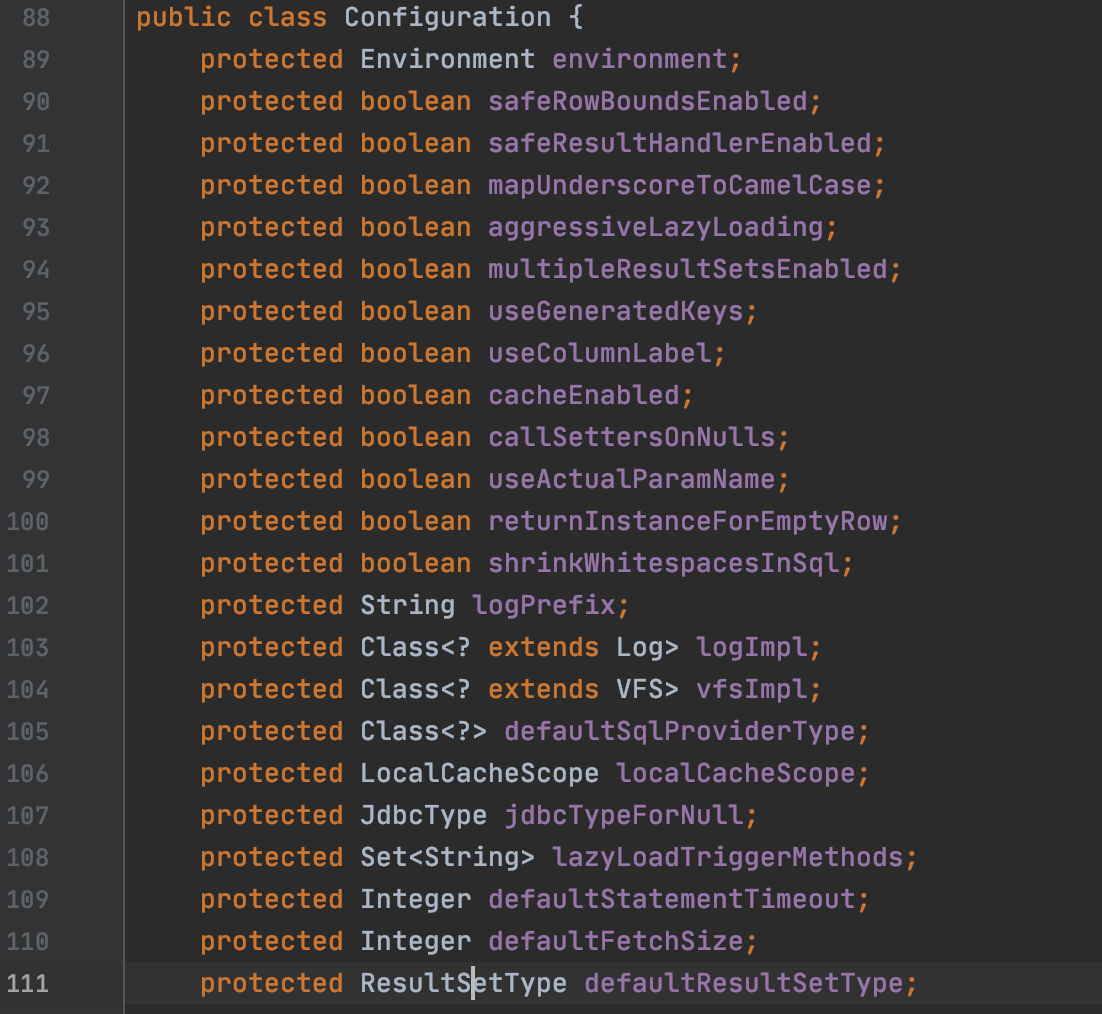 88 public class Configuration {
89     protected Environment environment;
90     protected boolean safeRowBoundsEnabled;
91     protected boolean safeResultHandlerEnabled;
92     protected boolean mapUnderscoreToCamelCase;
93     protected boolean aggressiveLazyLoading;
94     protected boolean multipleResultSetsEnabled;
95     protected boolean useGeneratedKeys;
96     protected boolean useColumnLabel;
97     protected boolean cacheEnabled;
98     protected boolean callSettersOnNulls;
99     protected boolean useActualParamName;
100     protected boolean returnInstanceForEmptyRow;
101     protected boolean shrinkWhitespacesInSql;
102     protected String logPrefix;
103     protected Class<? extends Log> logImpl;
104     protected Class<? extends VFS> vfsImpl;
105     protected Class<?> defaultSqlProviderType;
106     protected LocalCacheScope localCacheScope;
107     protected JdbcType jdbcTypeForNull;
108     protected Set<String> lazyLoadTriggerMethods;
109     protected Integer defaultStatementTimeout;
110     protected Integer defaultFetchSize;
111     protected ResultSetType defaultResultSetType;